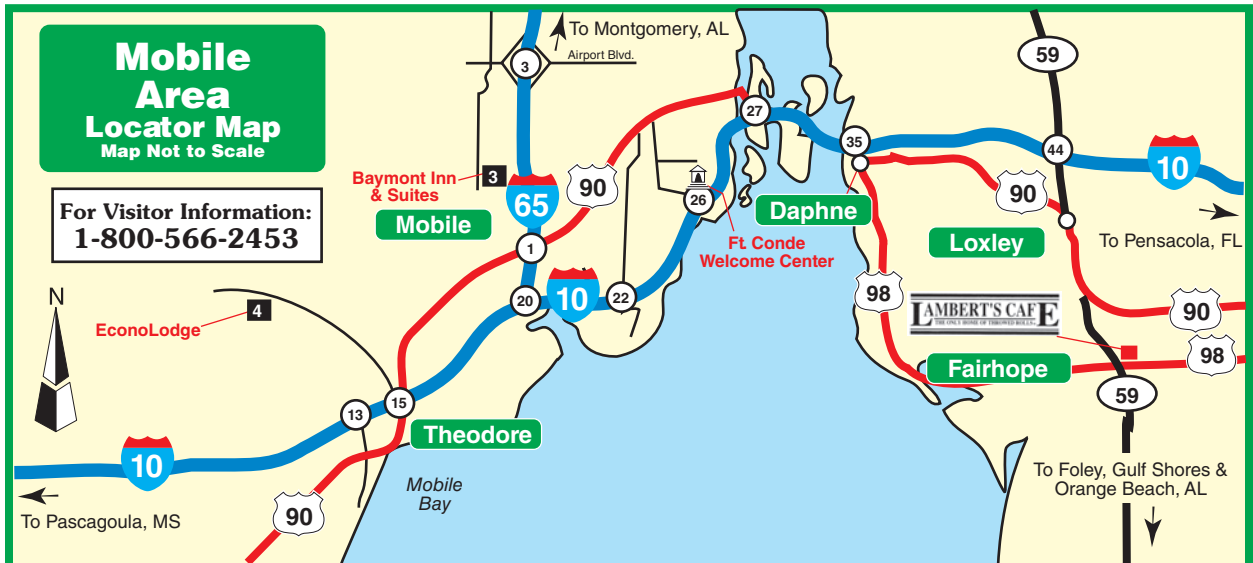 Mobile
Area
Locator Map
Map Not to Scale
For Visitor Information:
1-800-566-2453
To Montgomery, AL
Airport Blvd.
3
59
27
35
44
10
Baymont Inn
& Suites
3
65
90
26
Mobile
Daphne
90
Ft. Conde
Welcome Center
Loxley
To Pensacola, FL
1
N
EconoLodge
4
20
10
22
98
LAMBERT'S CAFE
THE ONLY HOME OF THROWED ROLLS
90
98
Fairhope
59
13
15
Theodore
10
Mobile
Bay
90
To Pascagoula, MS
To Foley, Gulf Shores &
Orange Beach, AL